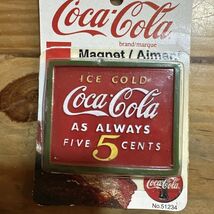 Coca-Cola
brand/marque
Magnet / Aimant
ICE COLD
Coca-Cola
AS ALWAYS
FIVE 5 CENTS
Coca-Cola
No.51234